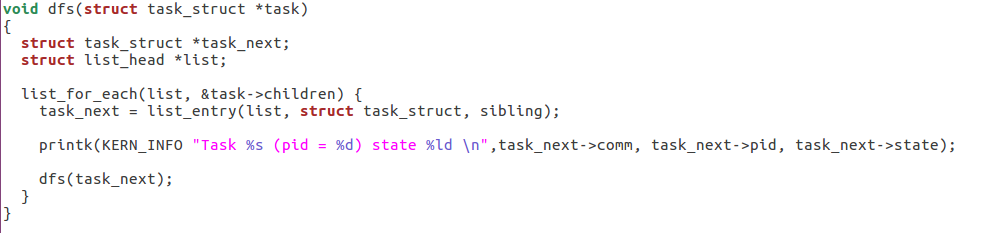 void dfs(struct task_struct *task)
{
  struct task_struct *task_next;
  struct list_head *list;

  list_for_each(list, &task->children) {
    task_next = list_entry(list, struct task_struct, sibling);

    printk(KERN_INFO "Task %s (pid = %d) state %ld \n",task_next->comm, task_next->pid, task_next->state);

    dfs(task_next);
  }
}